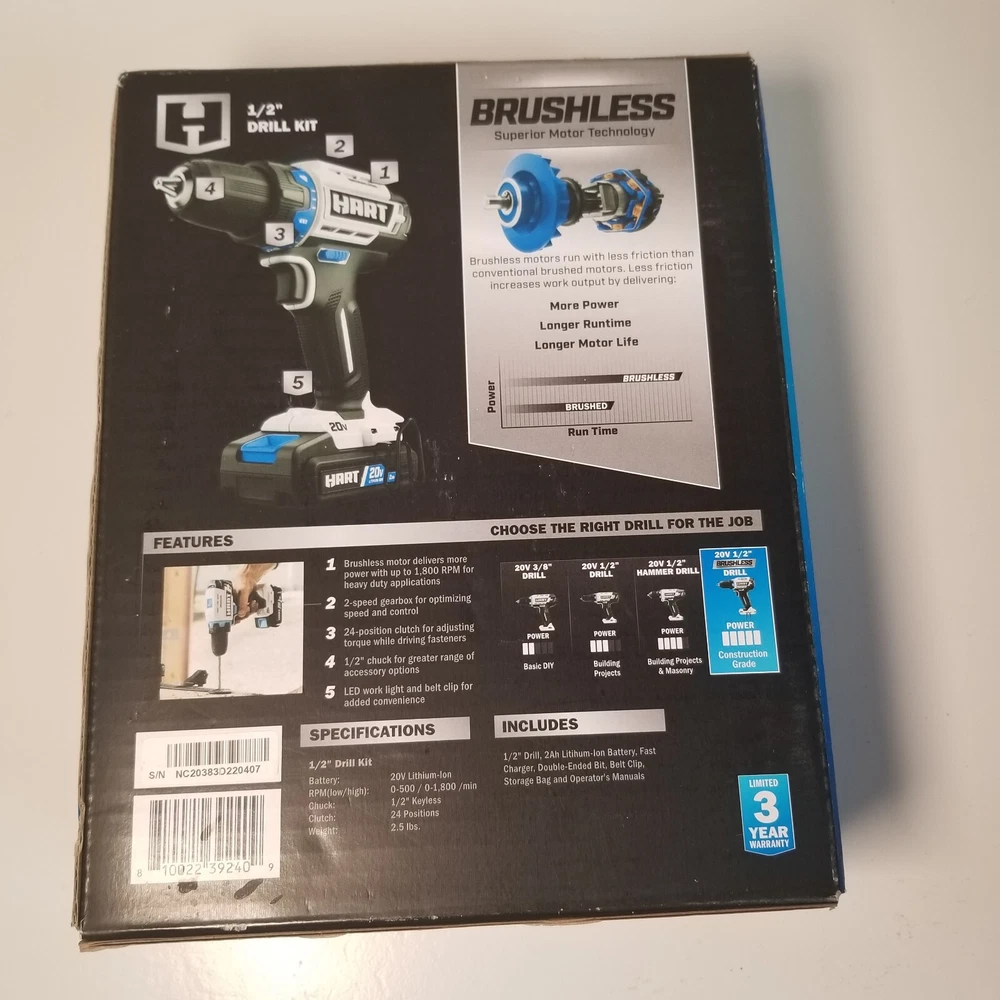 1/2"
DRILL KIT
2
1
4
HART
3
5
20V
HART 20V
BRUSHLESS
Superior Motor Technology
Brushless motors run with less friction than
conventional brushed motors. Less friction
increases work output by delivering:
More Power
Longer Runtime
Longer Motor Life
Power
BRUSHLESS
BRUSHED
Run Time
FEATURES
1 Brushless motor delivers more
power with up to 1,800 RPM for
heavy duty applications
2 2-speed gearbox for optimizing
speed and control
3 24-position clutch for adjusting
torque while driving fasteners
4 1/2" chuck for greater range of
accessory options
5 LED work light and belt clip for
added convenience
CHOOSE THE RIGHT DRILL FOR THE JOB
20V 3/8"
DRILL
POWER
Basic DIY
20V 1/2"
DRILL
POWER
Building
Projects
20V 1/2"
HAMMER DRILL
POWER
Building Projects
& Masonry
20V 1/2"
BRUSHLESS
DRILL
POWER
Construction
Grade
S/N NC20383D220407
8 10022 39240 9
SPECIFICATIONS
1/2" Drill Kit
Battery: 20V Lithium-Ion
RPM(low/high): 0-500 / 0-1,800 /min
Chuck: 1/2" Keyless
Clutch: 24 Positions
Weight: 2.5 lbs.
INCLUDES
1/2" Drill, 2Ah Litihum-Ion Battery, Fast
Charger, Double-Ended Bit, Belt Clip,
Storage Bag and Operator's Manuals
LIMITED
3
YEAR
WARRANTY